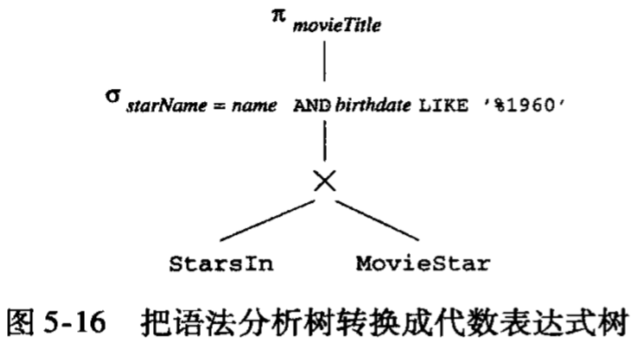 π movieTitle
σ starName = name AND birthdate LIKE '%1960'
×
StarsIn MovieStar
图 5-16 把语法分析树转换成代数表达式树